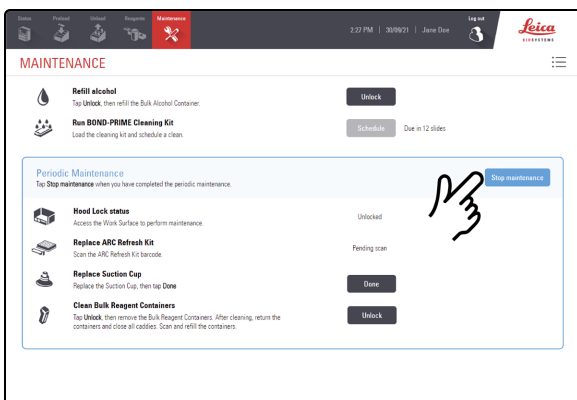 Status Preload Unload Reagents Maintenance
2:27 PM | 30/09/21 | Jane Doe
Log out
Leica
BIOSYSTEMS
MAINTENANCE
Refill alcohol
Tap Unlock, then refill the Bulk Alcohol Container.
Unlock
Run BOND-PRIME Cleaning Kit
Load the cleaning kit and schedule a clean.
Schedule
Due in 12 slides
Periodic Maintenance
Tap Stop maintenance when you have completed the periodic maintenance.
Stop maintenance
Hood Lock status
Access the Work Surface to perform maintenance.
Unlocked
Replace ARC Refresh Kit
Scan the ARC Refresh Kit barcode.
Pending scan
Replace Suction Cup
Replace the Suction Cup, then tap Done
Done
Clean Bulk Reagent Containers
Tap Unlock, then remove the Bulk Reagent Containers. After cleaning, return the
containers and close all caddies. Scan and refill the containers.
Unlock